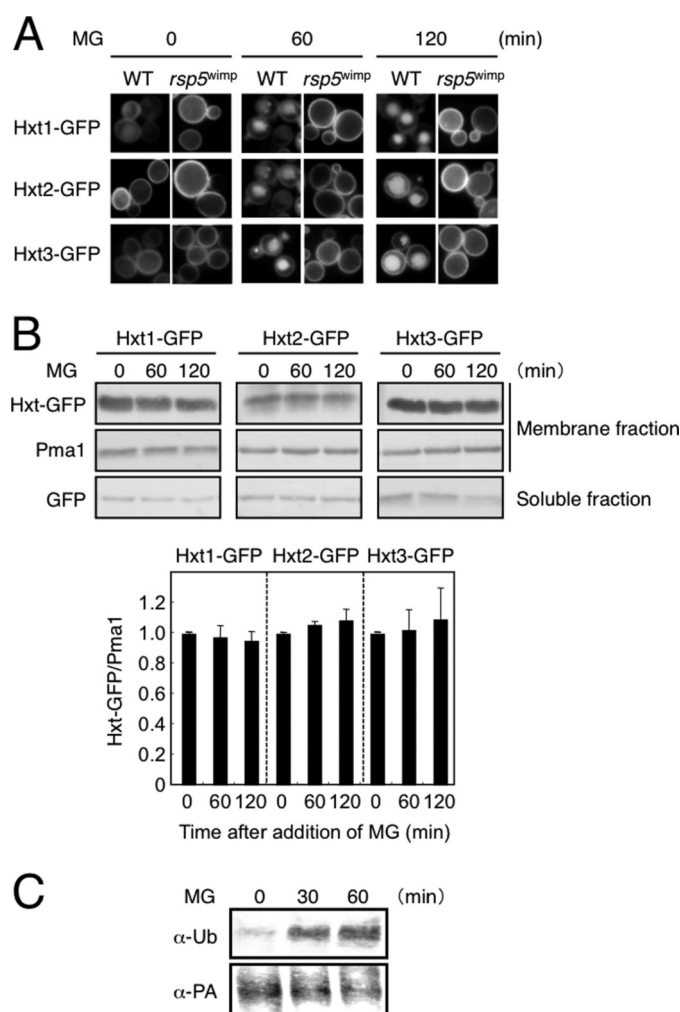 A
MG 0 60 120 (min)
WT rsp5wimp WT rsp5wimp WT rsp5wimp
Hxt1-GFP
Hxt2-GFP
Hxt3-GFP
B
Hxt1-GFP Hxt2-GFP Hxt3-GFP
MG 0 60 120 0 60 120 0 60 120 (min)
Hxt-GFP
Membrane fraction
Pma1
GFP Soluble fraction
Hxt1-GFP Hxt2-GFP Hxt3-GFP
1.2
1.0
0.8
0.6
0.4
0.2
0
Hxt-GFP/Pma1
0 60 120 0 60 120 0 60 120
Time after addition of MG (min)
C
MG 0 30 60 (min)
α-Ub
α-PA